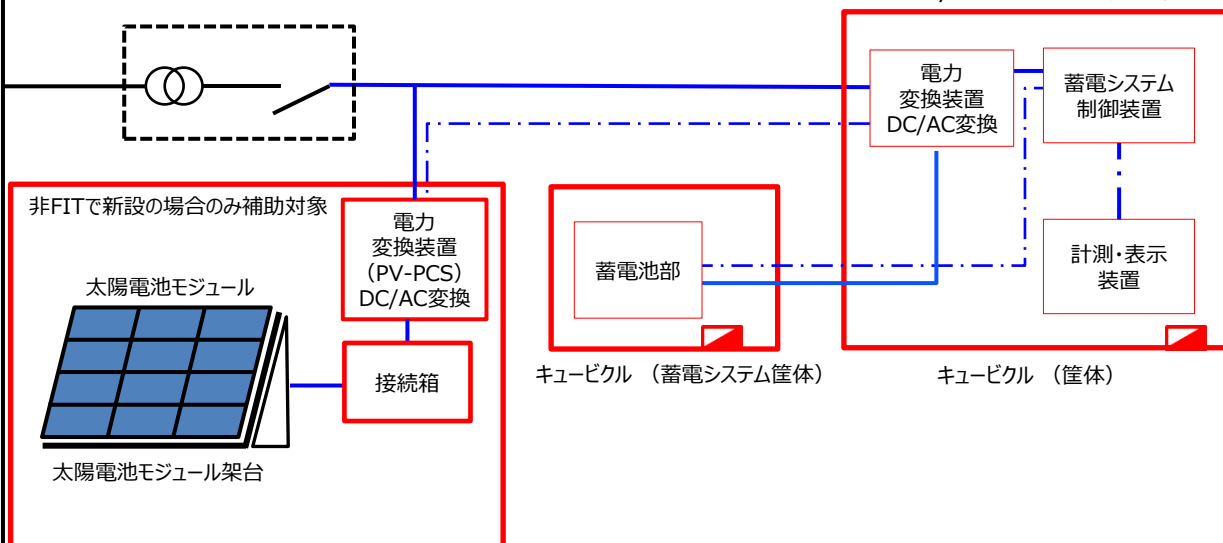 電力
変換装置
DC/AC変換
蓄電システム
制御装置
非FITで新設の場合のみ補助対象
電力
変換装置
(PV-PCS)
DC/AC変換
太陽電池モジュール
蓄電池部
計測・表示
装置
接続箱
キュービクル (蓄電システム筐体)
キュービクル (筐体)
太陽電池モジュール架台